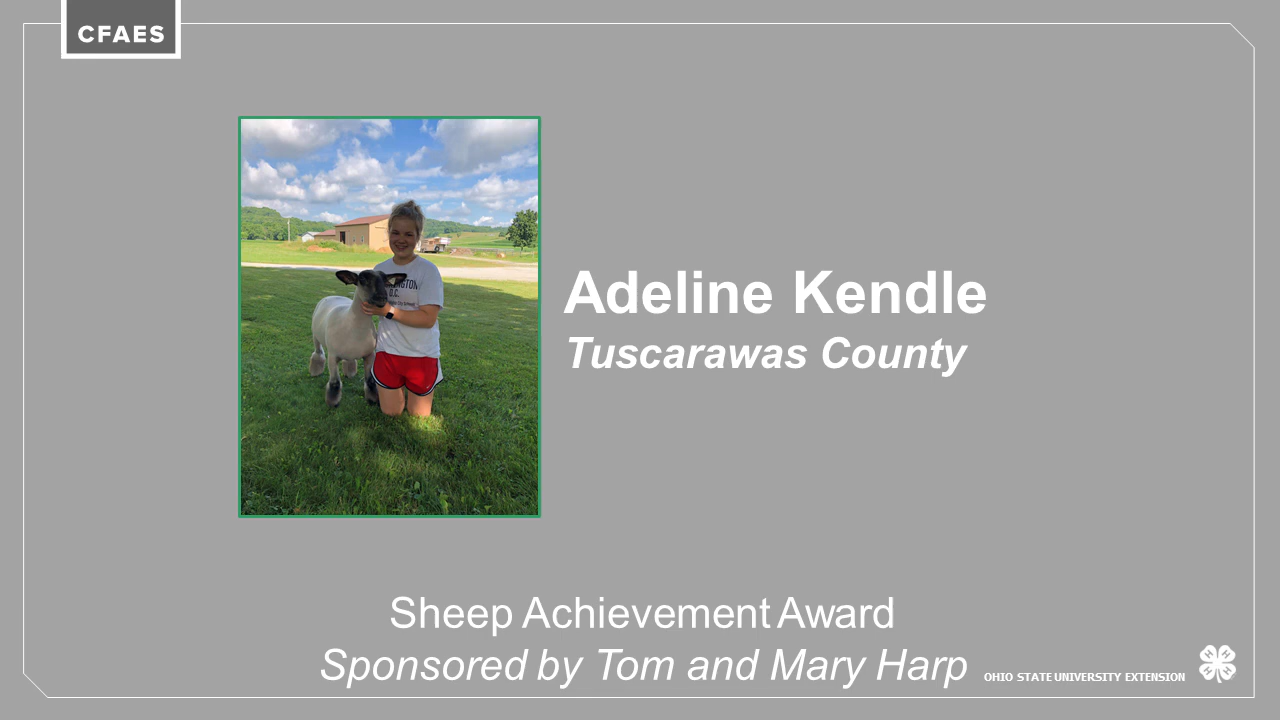 CFAES
Adeline Kendle
Tuscarawas County
Sheep Achievement Award
Sponsored by Tom and Mary Harp
OHIO STATE UNIVERSITY EXTENSION
H H H H